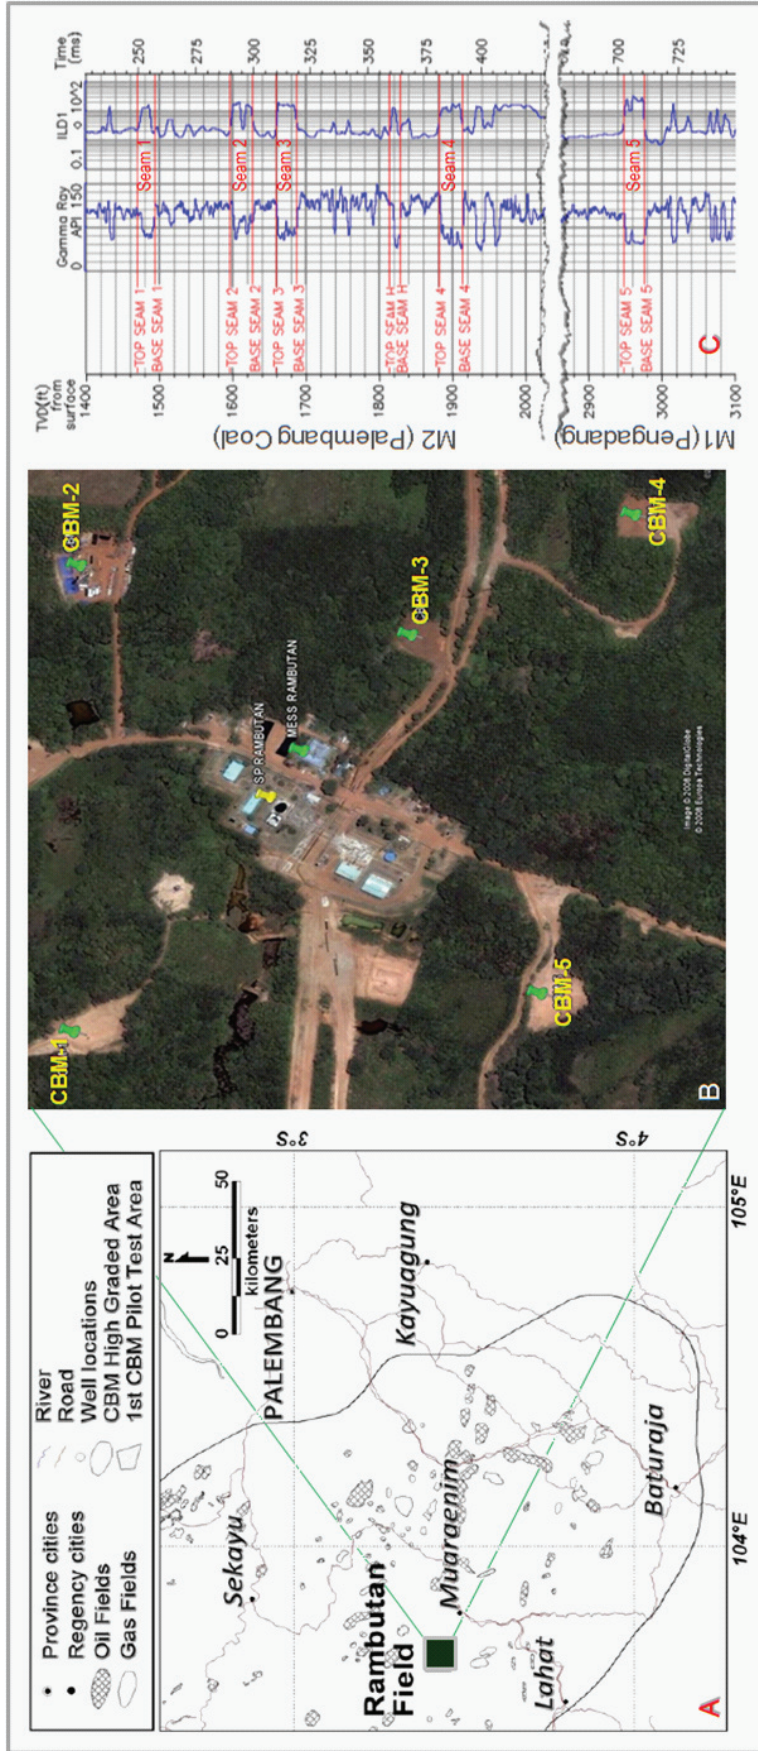 Province cities
Regency cities
Oil Fields
Gas Fields
River
Road
Well locations
CBM High Graded Area
1st CBM Pilot Test Area
N
0 25 50
kilometers
Sekayu
PALEMBANG
Rambutan
Field
Muaraenim
Kayuagung
Lahat
Baturaja
3°S
4°S
104°E
105°E
A
CBM-1
CBM-2
SP.RAMBUTAN
MESS RAMBUTAN
CBM-3
CBM-5
CBM-4
Image © 2008 DigitalGlobe
© 2008 Europa Technologies
B
TVD(ft)
from
surface
Gamma Ray
0 API 150
ILD1
0.1 0 10^2
Time
(ms)
1400
TOP SEAM 1
Seam 1
250
BASE SEAM 1
1500
275
1600
TOP SEAM 2
Seam 2
300
BASE SEAM 2
TOP SEAM 3
Seam 3
BASE SEAM 3
1700
325
1800
TOP SEAM H
350
BASE SEAM H
375
TOP SEAM 4
Seam 4
1900
BASE SEAM 4
400
2000
M2 (Palembang Coal)
2900
700
TOP SEAM 5
Seam 5
BASE SEAM 5
3000
725
3100
M1(Pengadang)
C